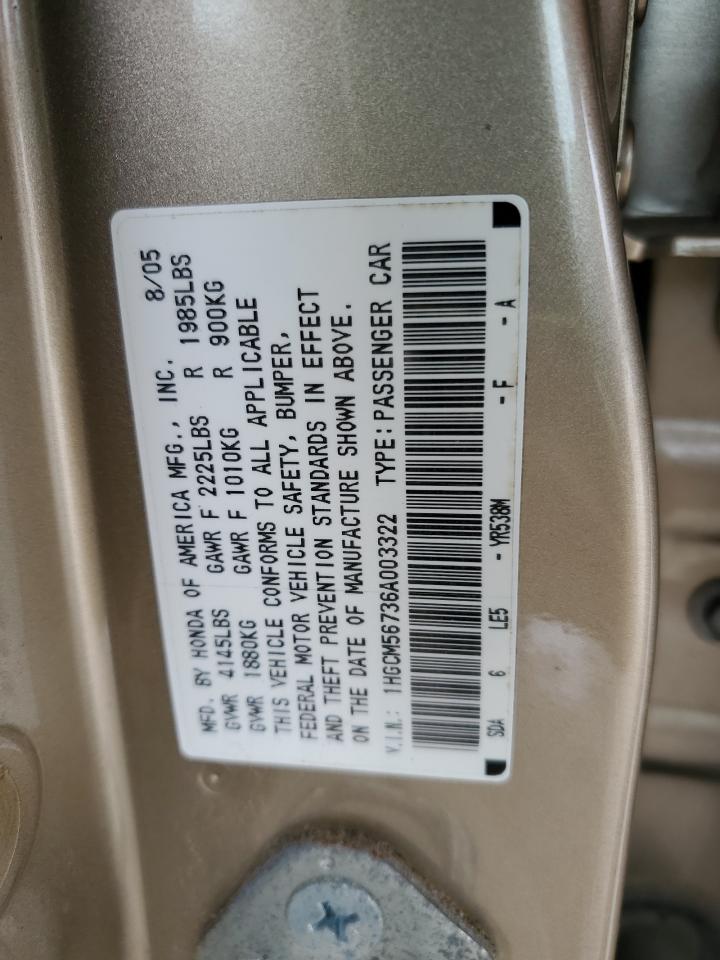 MFD. BY HONDA OF AMERICA MFG., INC. 8/05
GVWR 4145LBS GAWR F 2225LBS R 1985LBS
GVWR 1880KG GAWR F 1010KG R 900KG
THIS VEHICLE CONFORMS TO ALL APPLICABLE
FEDERAL MOTOR VEHICLE SAFETY, BUMPER,
AND THEFT PREVENTION STANDARDS IN EFFECT
ON THE DATE OF MANUFACTURE SHOWN ABOVE.
V.I.N.: 1HGCM56736A003322 TYPE:PASSENGER CAR
SDA 6 LE5 - YR538M - F - A